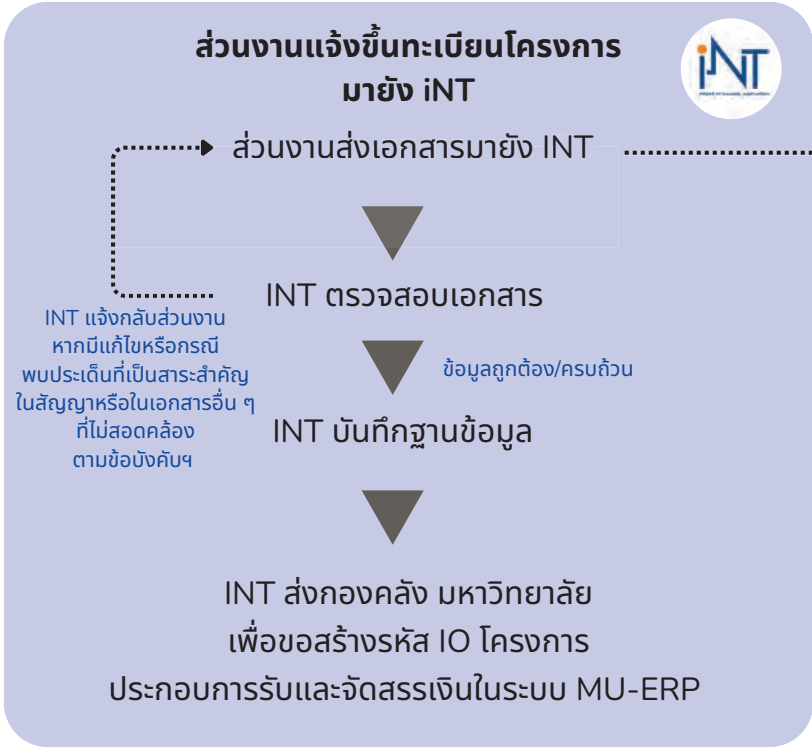 ส่วนงานแจ้งขึ้นทะเบียนโครงการ
มายัง iNT
iNT
ส่วนงานส่งเอกสารมายัง INT
INT ตรวจสอบเอกสาร
INT แจ้งกลับส่วนงาน
หากมีแก้ไขหรือกรณี
พบประเด็นที่เป็นสาระสำคัญ
ในสัญญาหรือในเอกสารอื่น ๆ
ที่ไม่สอดคล้อง
ตามข้อบังคับฯ
ข้อมูลถูกต้อง/ครบถ้วน
INT บันทึกฐานข้อมูล
INT ส่งกองคลัง มหาวิทยาลัย
เพื่อขอสร้างรหัส IO โครงการ
ประกอบการรับและจัดสรรเงินในระบบ MU-ERP